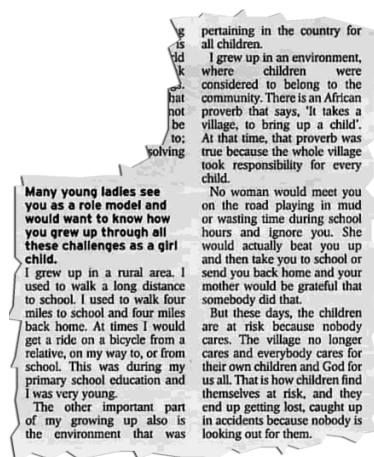 g
is
ld
k
hat
not
be
to;
solving
Many young ladies see
you as a role model and
would want to know how
you grew up through all
these challenges as a girl
child.
I grew up in a rural area. I
used to walk a long distance
to school. I used to walk four
miles to school and four miles
back home. At times I would
get a ride on a bicycle from a
relative, on my way to, or from
school. This was during my
primary school education and
I was very young.
The other important part
of my growing up also is
the environment that was
pertaining in the country for
all children.
I grew up in an environment,
where children were
considered to belong to the
community. There is an African
proverb that says, 'It takes a
village, to bring up a child'.
At that time, that proverb was
true because the whole village
took responsibility for every
child.
No woman would meet you
on the road playing in mud
or wasting time during school
hours and ignore you. She
would actually beat you up
and then take you to school or
send you back home and your
mother would be grateful that
somebody did that.
But these days, the children
are at risk because nobody
cares. The village no longer
cares and everybody cares for
their own children and God for
us all. That is how children find
themselves at risk, and they
end up getting lost, caught up
in accidents because nobody is
looking out for them.